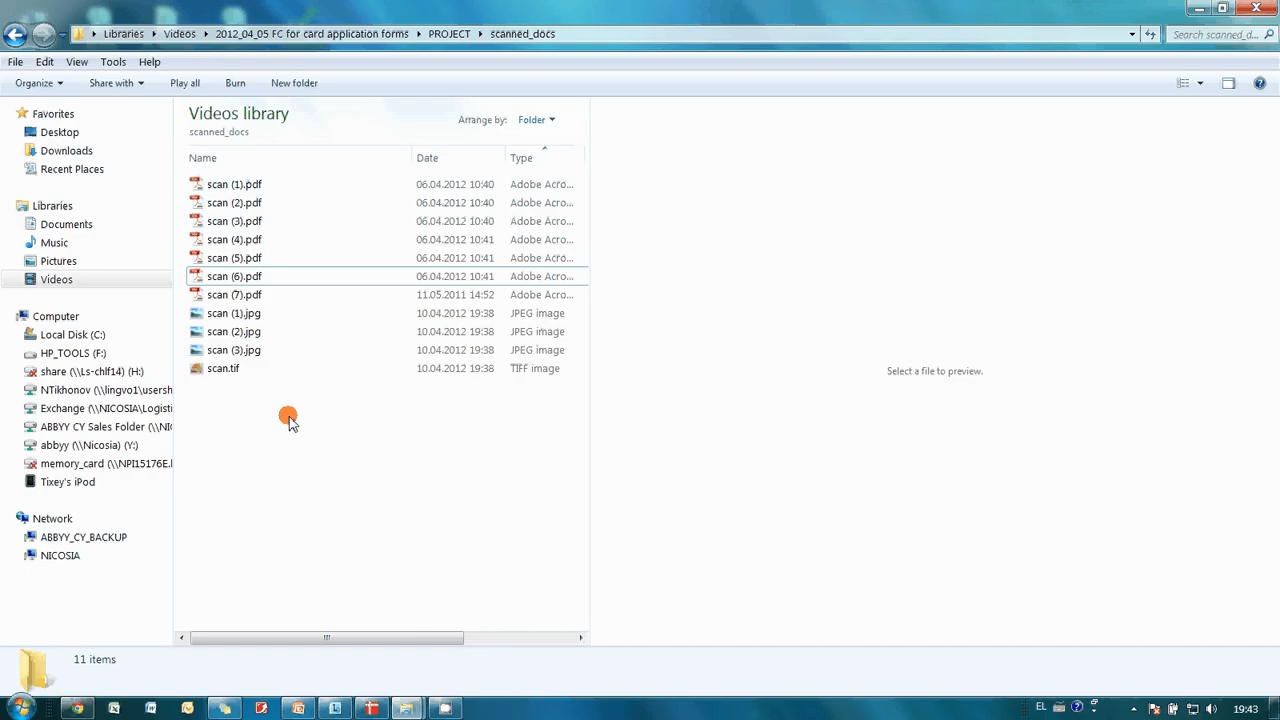 Libraries Videos 2012_04_05 FC for card application forms PROJECT scanned_docs
Search scanned_d...
File Edit View Tools Help
Organize Share with Play all Burn New folder
Favorites
Desktop
Downloads
Recent Places
Libraries
Documents
Music
Pictures
Videos
Computer
Local Disk (C:)
HP_TOOLS (F:)
share (\\Ls-chlf14) (H:)
NTikhonov (\\lingvo1\usersh
Exchange (\\NICOSIA\Logisti
ABBYY CY Sales Folder (\\NIC
abbyy (\\Nicosia) (Y:)
memory_card (\\NPI15176E.l
Tixey's iPod
Network
ABBYY_CY_BACKUP
NICOSIA
Videos library
scanned_docs
Arrange by: Folder
Name Date Type
scan (1).pdf 06.04.2012 10:40 Adobe Acro...
scan (2).pdf 06.04.2012 10:40 Adobe Acro...
scan (3).pdf 06.04.2012 10:40 Adobe Acro...
scan (4).pdf 06.04.2012 10:41 Adobe Acro...
scan (5).pdf 06.04.2012 10:41 Adobe Acro...
scan (6).pdf 06.04.2012 10:41 Adobe Acro...
scan (7).pdf 11.05.2011 14:52 Adobe Acro...
scan (1).jpg 10.04.2012 19:38 JPEG image
scan (2).jpg 10.04.2012 19:38 JPEG image
scan (3).jpg 10.04.2012 19:38 JPEG image
scan.tif 10.04.2012 19:38 TIFF image
Select a file to preview.
11 items
EL 19:43